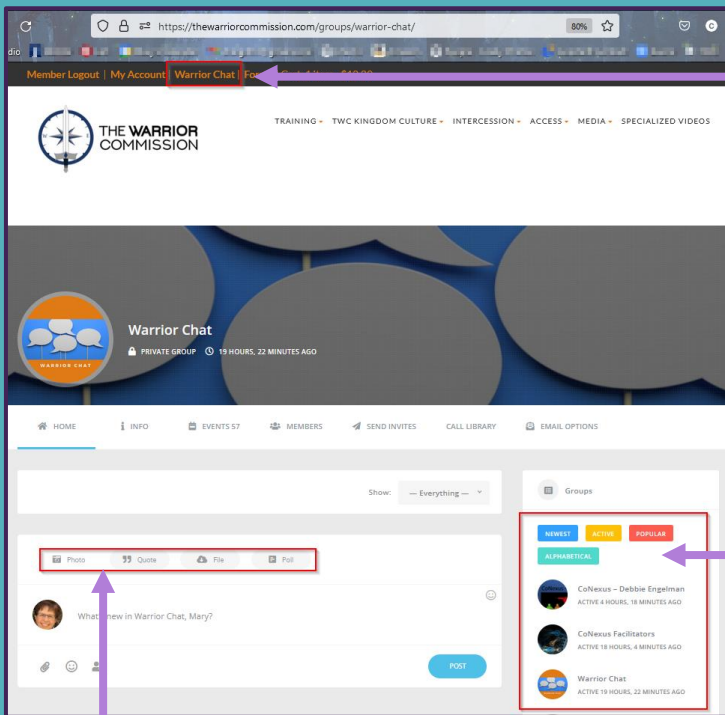 https://thewarriorcommission.com/groups/warrior-chat/ 80%
Member Logout | My Account | Warrior Chat |
THE WARRIOR
COMMISSION
TRAINING TWC KINGDOM CULTURE INTERCESSION ACCESS MEDIA SPECIALIZED VIDEOS
WARRIOR CHAT
Warrior Chat
PRIVATE GROUP 19 HOURS, 22 MINUTES AGO
HOME INFO EVENTS 57 MEMBERS SEND INVITES CALL LIBRARY EMAIL OPTIONS
Show: — Everything —
Groups
Photo Quote File Poll
What's new in Warrior Chat, Mary?
POST
NEWEST ACTIVE POPULAR
ALPHABETICAL
CoNexus – Debbie Engelman
ACTIVE 4 HOURS, 18 MINUTES AGO
CoNexus Facilitators
ACTIVE 18 HOURS, 4 MINUTES AGO
Warrior Chat
ACTIVE 19 HOURS, 22 MINUTES AGO